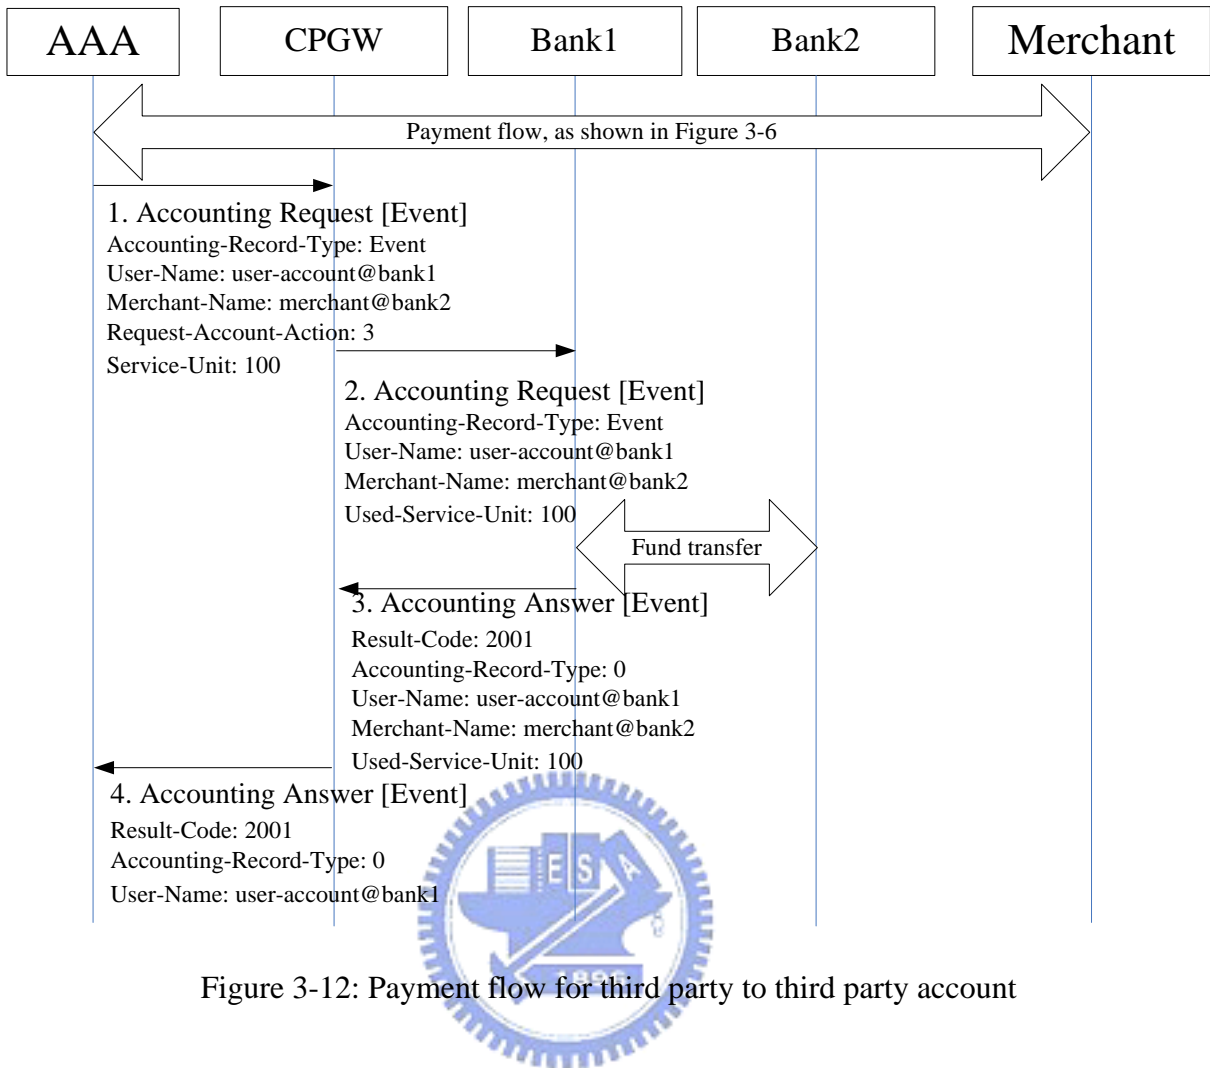 AAA
CPGW
Bank1
Bank2
Merchant
Payment flow, as shown in Figure 3-6
1. Accounting Request [Event]
Accounting-Record-Type: Event
User-Name: user-account@bank1
Merchant-Name: merchant@bank2
Request-Account-Action: 3
Service-Unit: 100
2. Accounting Request [Event]
Accounting-Record-Type: Event
User-Name: user-account@bank1
Merchant-Name: merchant@bank2
Used-Service-Unit: 100
Fund transfer
3. Accounting Answer [Event]
Result-Code: 2001
Accounting-Record-Type: 0
User-Name: user-account@bank1
Merchant-Name: merchant@bank2
Used-Service-Unit: 100
4. Accounting Answer [Event]
Result-Code: 2001
Accounting-Record-Type: 0
User-Name: user-account@bank1
E S A
1896
Figure 3-12: Payment flow for third party to third party account